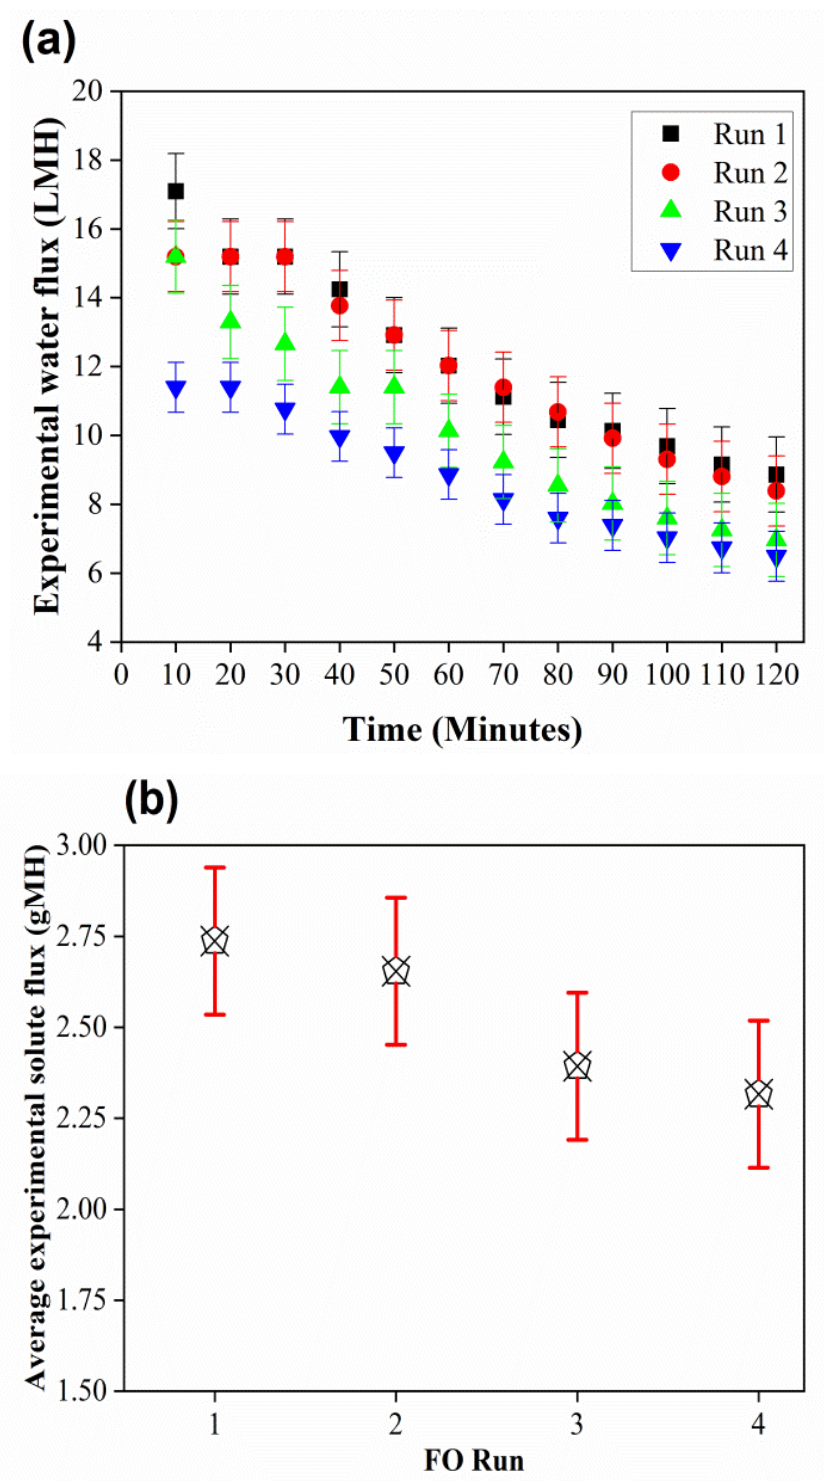 (a)
Experimental water flux (LMH)
20
18
16
14
12
10
8
6
4
Run 1
Run 2
Run 3
Run 4
0 10 20 30 40 50 60 70 80 90 100 110 120
Time (Minutes)
(b)
Average experimental solute flux (gMH)
3.00
2.75
2.50
2.25
2.00
1.75
1.50
1 2 3 4
FO Run